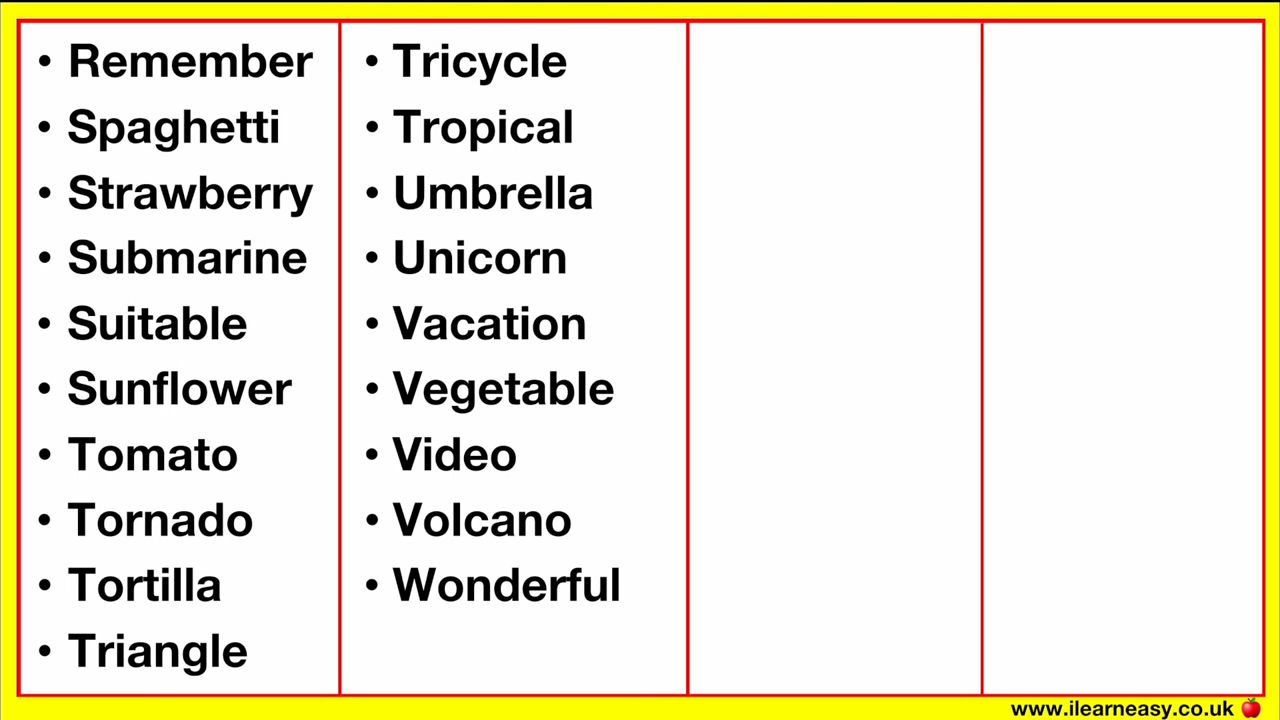 • Remember
• Spaghetti
• Strawberry
• Submarine
• Suitable
• Sunflower
• Tomato
• Tornado
• Tortilla
• Triangle
• Tricycle
• Tropical
• Umbrella
• Unicorn
• Vacation
• Vegetable
• Video
• Volcano
• Wonderful
www.ilearneasy.co.uk